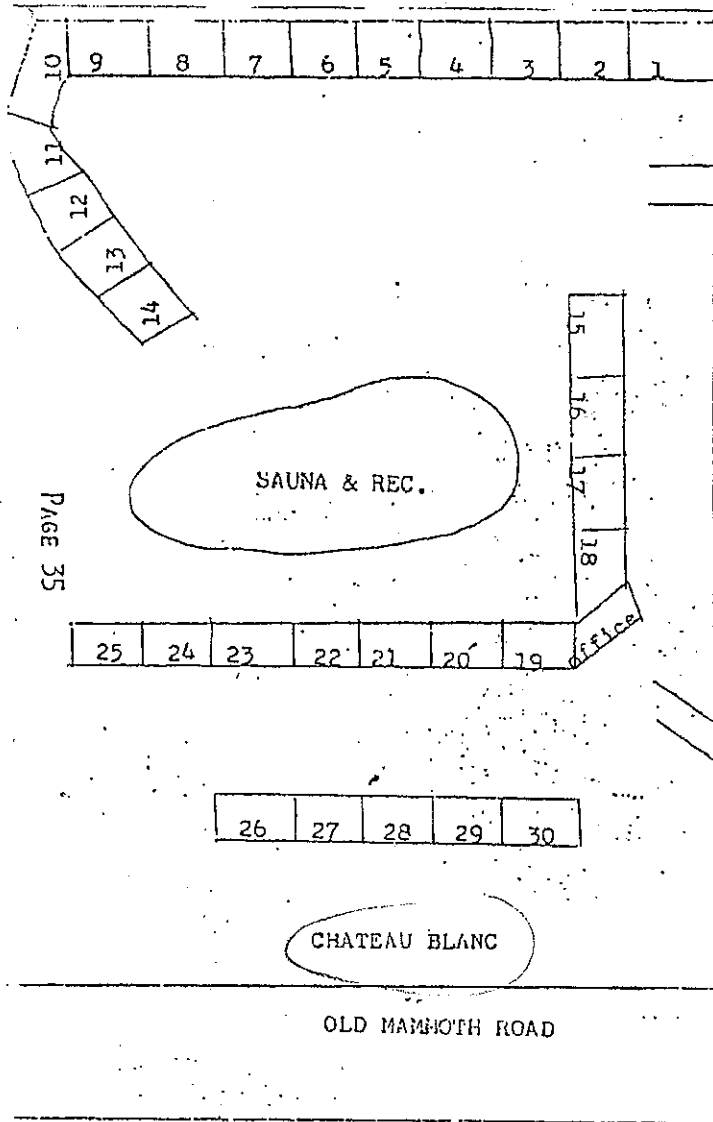 10 9 8 7 6 5 4 3 2 1
11
12
13
14
15
16
17
18
SAUNA & REC.
PAGE 35
Office
25 24 23 22 21 20 19
26 27 28 29 30
CHATEAU BLANC
OLD MAMMOTH ROAD